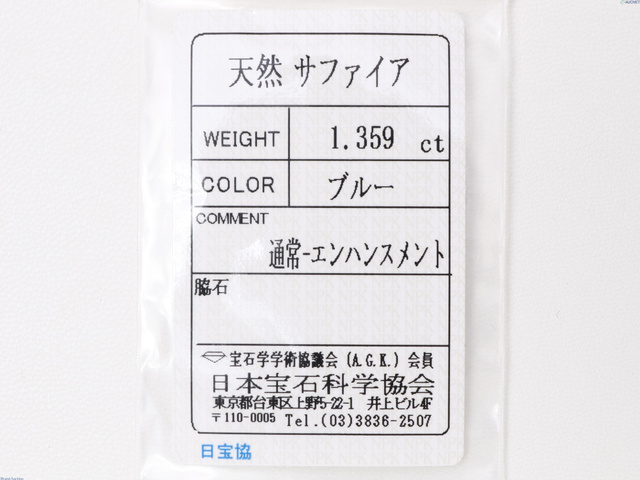 天然 サファイア
WEIGHT 1.359 ct
COLOR ブルー
COMMENT
通常-エンハンスメント
脇石
宝石学学術協議会 (A.G.K.) 会員
日本宝石科学協会
東京都台東区上野5-22-1 井上ビル4F
〒110-0005 Tel.(03)3836-2507
日宝協